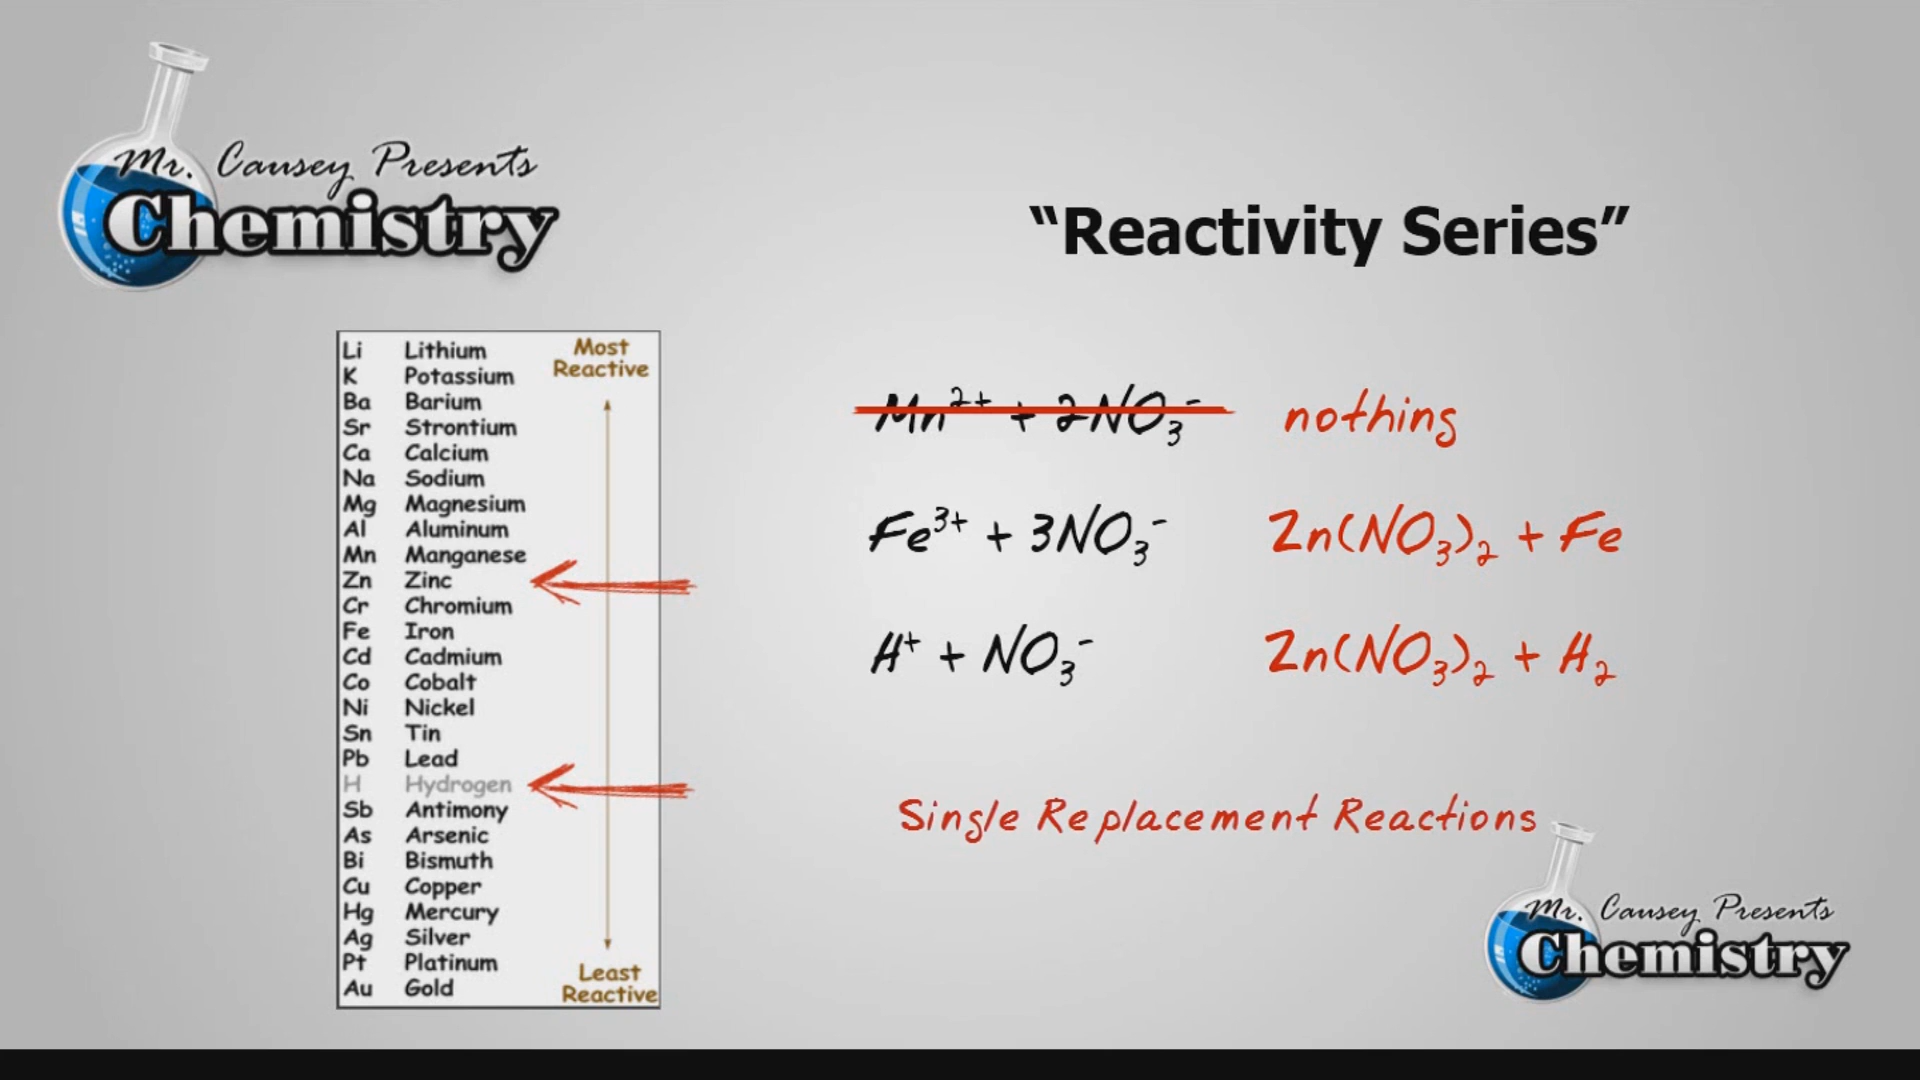 Mr. Causey Presents
Chemistry
“Reactivity Series”
Li Lithium
K Potassium
Ba Barium
Sr Strontium
Ca Calcium
Na Sodium
Mg Magnesium
Al Aluminum
Mn Manganese
Zn Zinc
Cr Chromium
Fe Iron
Cd Cadmium
Co Cobalt
Ni Nickel
Sn Tin
Pb Lead
H Hydrogen
Sb Antimony
As Arsenic
Bi Bismuth
Cu Copper
Hg Mercury
Ag Silver
Pt Platinum
Au Gold
Most
Reactive
Least
Reactive
Mn²⁺ + 2NO₃⁻ nothing
Fe³⁺ + 3NO₃⁻ Zn(NO₃)₂ + Fe
H⁺ + NO₃⁻ Zn(NO₃)₂ + H₂
Single Replacement Reactions
Mr. Causey Presents
Chemistry